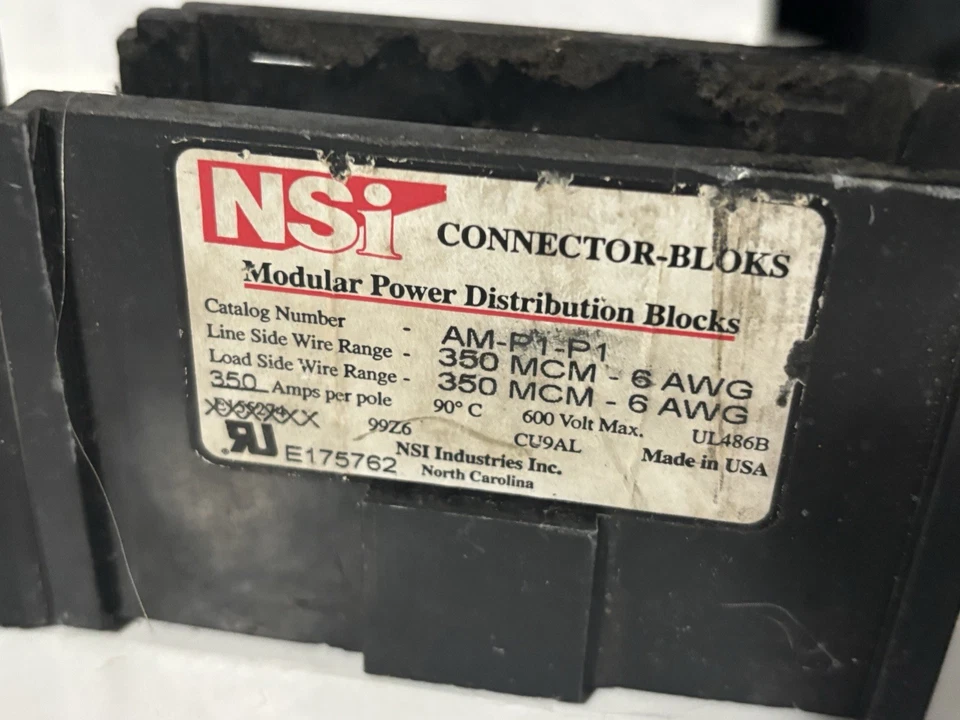 NSi CONNECTOR-BLOKS
Modular Power Distribution Blocks
Catalog Number - AM-P1-P1
Line Side Wire Range - 350 MCM - 6 AWG
Load Side Wire Range - 350 MCM - 6 AWG
350 Amps per pole 90° C 600 Volt Max. UL486B
99Z6 CU9AL Made in USA
RU E175762 NSI Industries Inc.
North Carolina